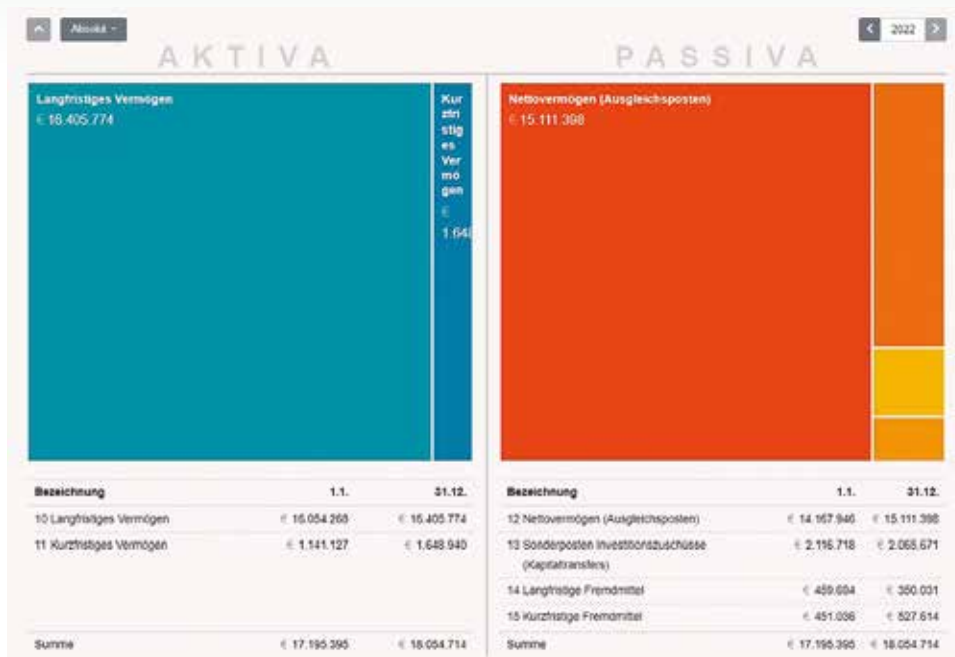 Absolut
2022
AKTIVA
PASSIVA
Langfristiges Vermögen
€ 16.405.774
Kur
zfri
stig
es
Ver
mö
gen
€
1.648
Nettovermögen (Ausgleichsposten)
€ 15.111.398
Bezeichnung 1.1. 31.12.
10 Langfristiges Vermögen € 16.054.268 € 16.405.774
11 Kurzfristiges Vermögen € 1.141.127 € 1.648.940
Summe € 17.195.395 € 18.054.714
Bezeichnung 1.1. 31.12.
12 Nettovermögen (Ausgleichsposten) € 14.167.946 € 15.111.398
13 Sonderposten Investitionszuschüsse € 2.116.718 € 2.065.671
(Kapitaltransfers)
14 Langfristige Fremdmittel € 459.694 € 350.031
15 Kurzfristige Fremdmittel € 451.036 € 527.614
Summe € 17.195.395 € 18.054.714